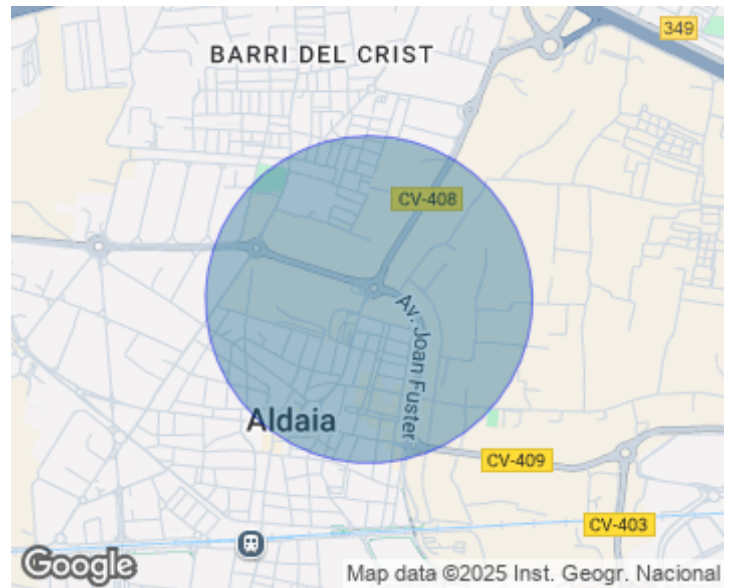 349
BARRI DEL CRIST
CV-408
Av. Joan Fuster
Aldaia
CV-409
CV-403
Google
Map data ©2025 Inst. Geogr. Nacional